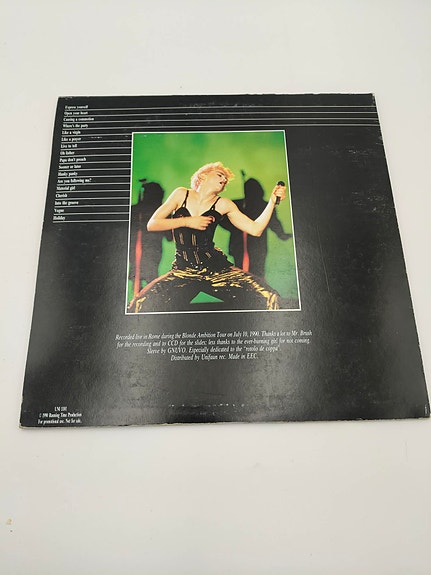 Express yourself
Open your heart
Causing a commotion
Where's the party
Like a virgin
Like a prayer
Live to tell
Oh father
Papa don't preach
Sooner or later
Hanky panky
Are you following me?
Material girl
Cherish
Into the groove
Vogue
Holiday
Recorded live in Rome during the Blonde Ambition Tour on July 10, 1990. Thanks a lot to Mr. Brush
for the recording and to CCD for the slides; less thanks to the ever-burning girl for not coming.
Sleeve by GNUVO. Especially dedicated to the "rotolo de coppa"
Distributed by Unifaun rec. Made in E.E.C.
UNI
© 1990 Running Time Production
For promotional use. Not for sale.